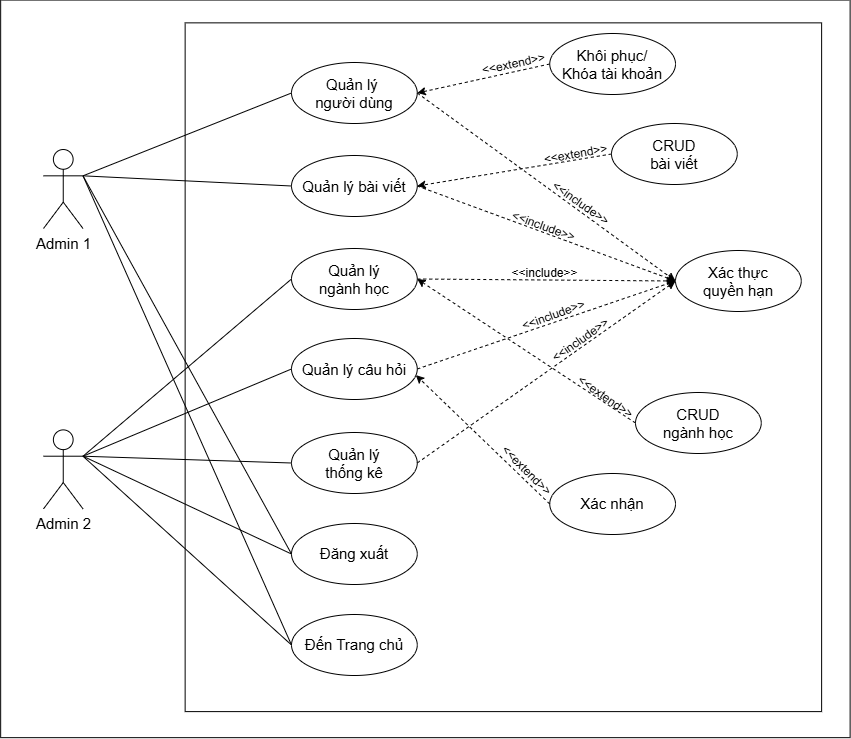 Khôi phục/
Khóa tài khoản
<<extend>>
Quản lý
người dùng
CRUD
bài viết
<<extend>>
Quản lý bài viết
<<include>>
<<include>>
Admin 1
Quản lý
ngành học
<<include>>
Xác thực
quyền hạn
<<include>>
<<include>>
Quản lý câu hỏi
<<extend>>
CRUD
ngành học
Quản lý
thống kê
<<extend>>
Xác nhận
Admin 2
Đăng xuất
Đến Trang chủ